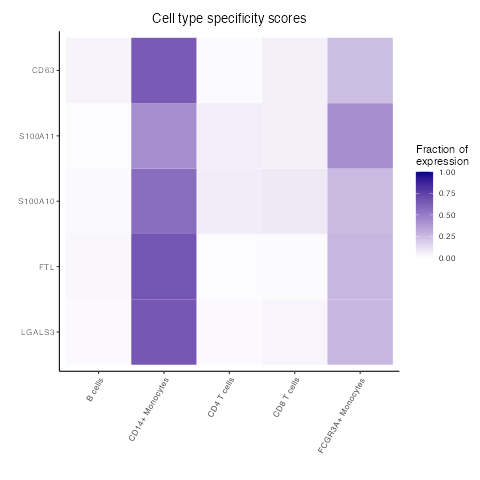 Cell type specificity scores
CD63
S100A11
S100A10
FTL
LGALS3
B cells
CD14+ Monocytes
CD4 T cells
CD8 T cells
FCGR3A+ Monocytes
Fraction of
expression
1.00
0.75
0.50
0.25
0.00